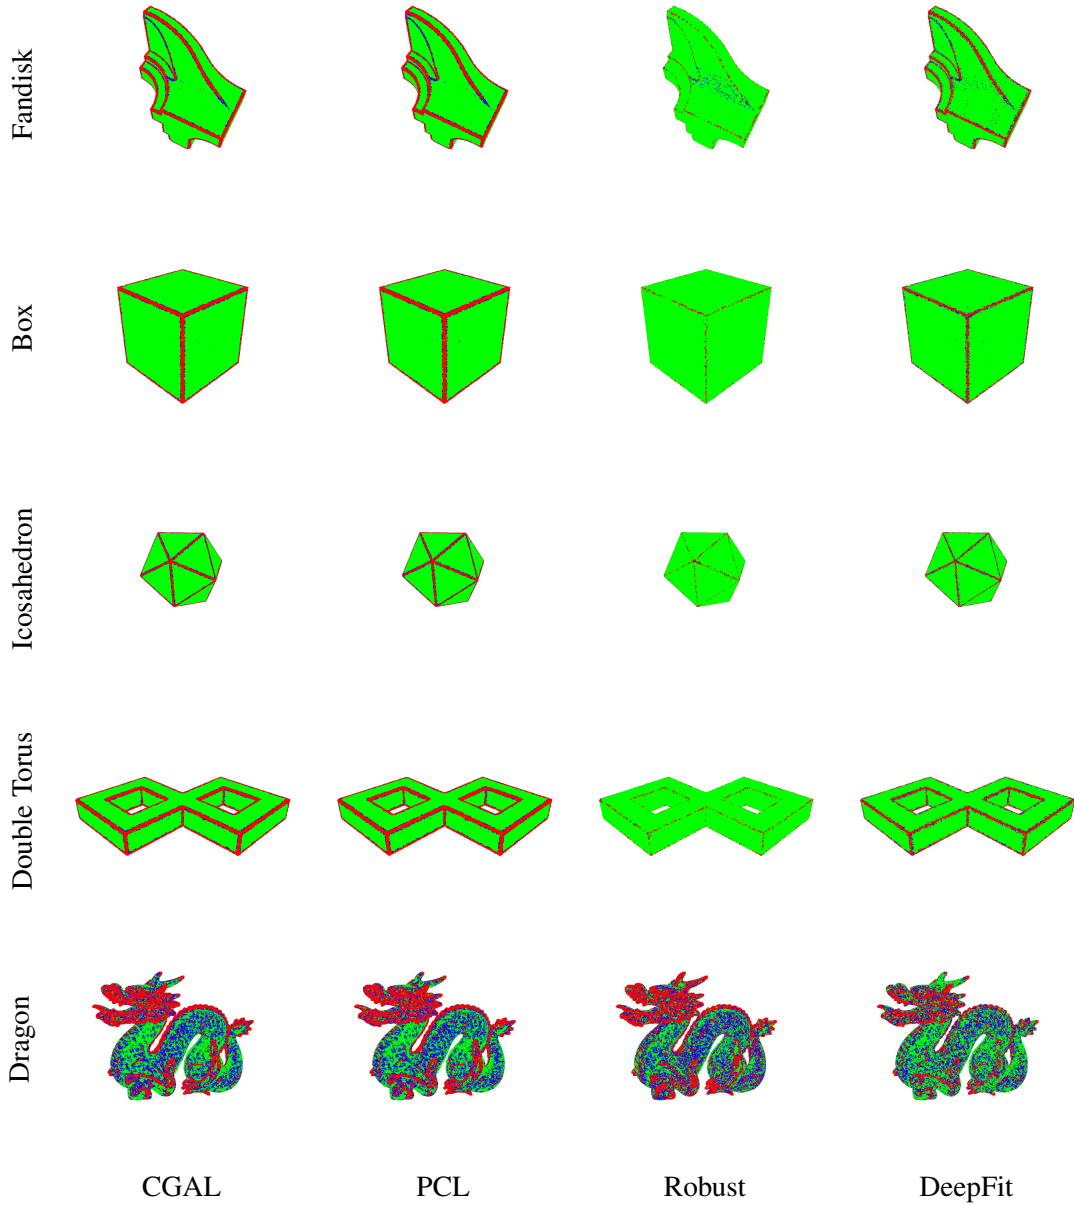 Fandisk
Box
Icosahedron
Double Torus
Dragon
CGAL
PCL
Robust
DeepFit